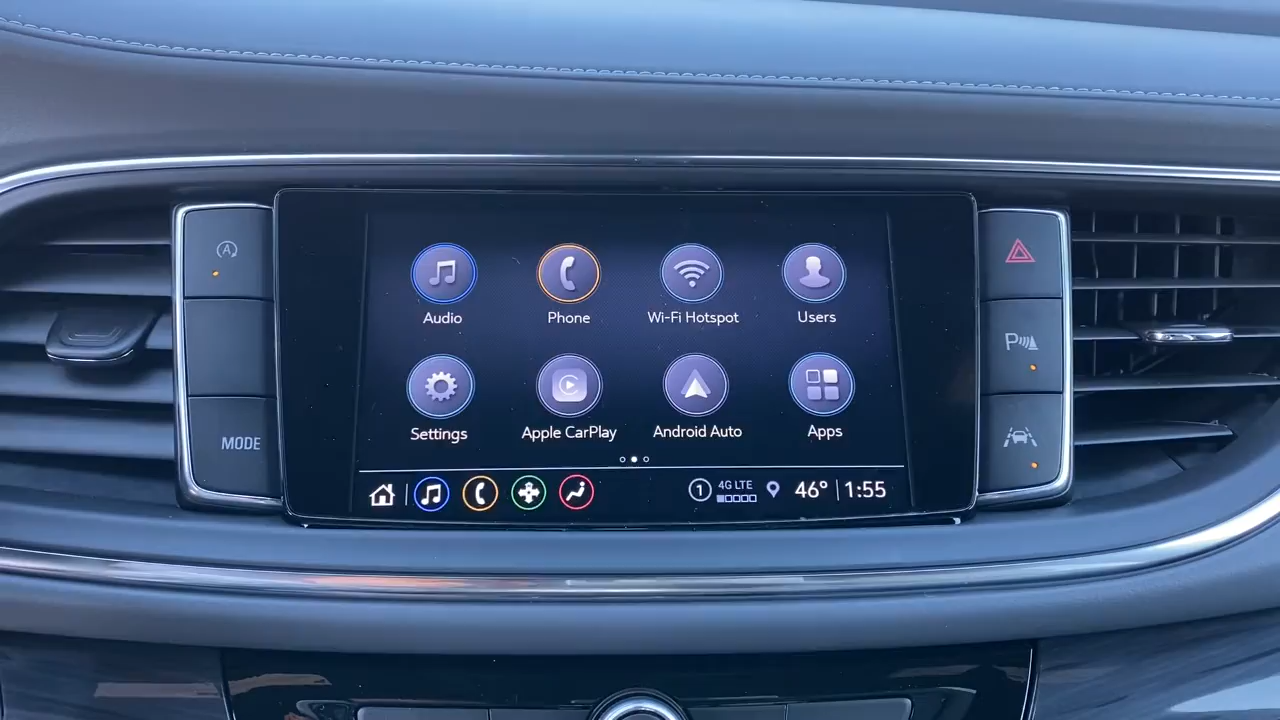 A
Audio
Phone
Wi-Fi Hotspot
Users
P
Settings
Apple CarPlay
Android Auto
Apps
MODE
1
4G LTE
46°
1:55